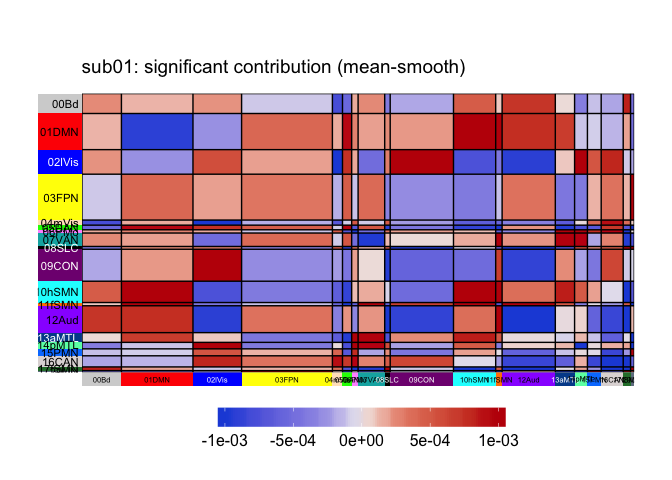 sub01: significant contribution (mean-smooth)
00Bd
01DMN
02lVis
03FPN
04mVis
07VAN
08SLC
09CON
10hSMN
11fSMN
12Aud
13aMTL
14pMTL
15PMN
16CAN
00Bd 01DMN 02lVis 03FPN 08SLC 09CON 10hSMN 12Aud
-1e-03 -5e-04 0e+00 5e-04 1e-03